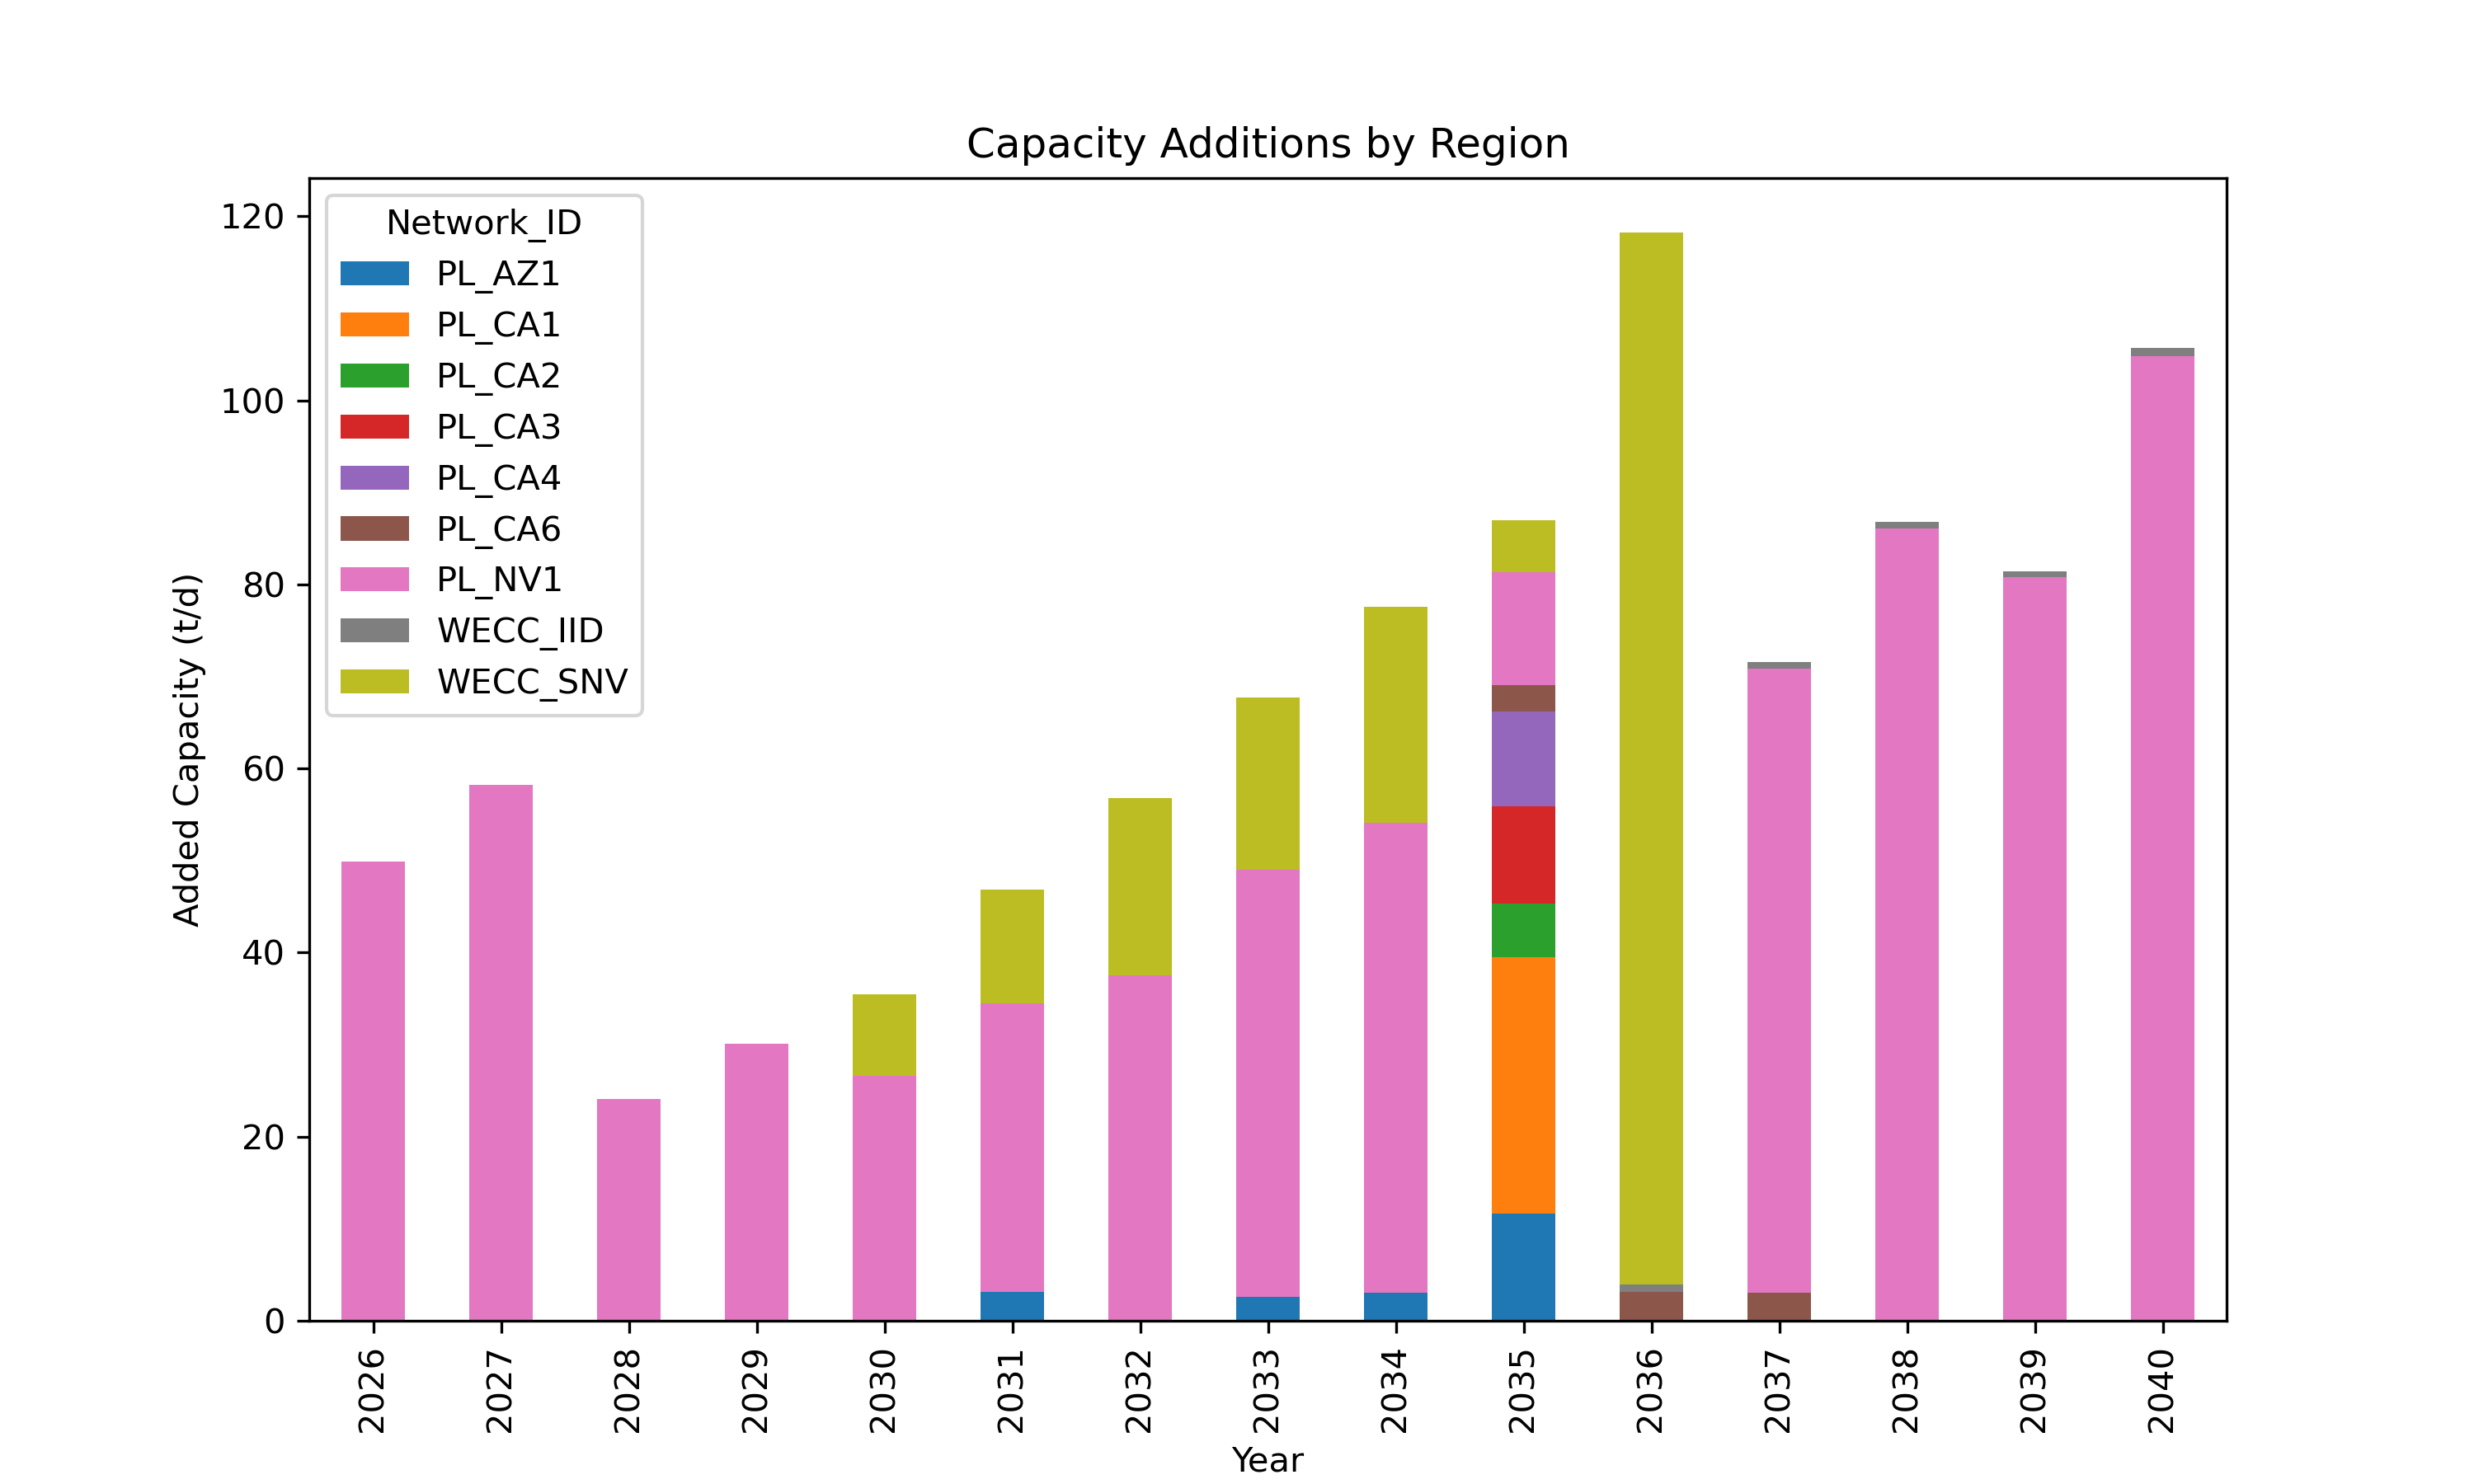 Capacity Additions by Region
Added Capacity (t/d)
120
100
80
60
40
20
0
Network_ID
PL_AZ1
PL_CA1
PL_CA2
PL_CA3
PL_CA4
PL_CA6
PL_NV1
WECC_IID
WECC_SNV
2026
2027
2028
2029
2030
2031
2032
2033
2034
2035
2036
2037
2038
2039
2040
Year